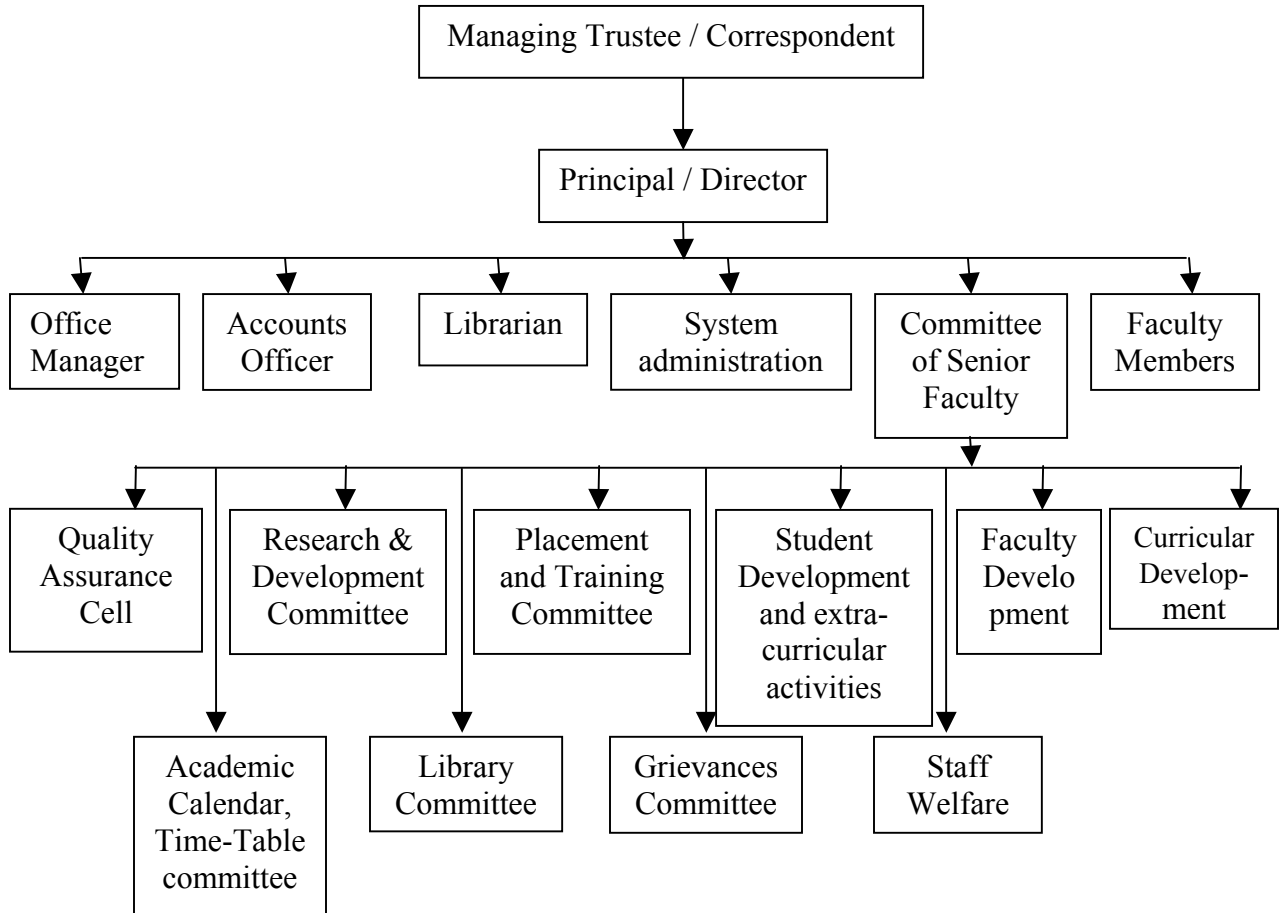 Managing Trustee / Correspondent
Principal / Director
Office
Manager
Accounts
Officer
Librarian
System
administration
Committee
of Senior
Faculty
Faculty
Members
Quality
Assurance
Cell
Research &
Development
Committee
Placement
and Training
Committee
Student
Development
and extra-
curricular
activities
Faculty
Develo
pment
Curricular
Develop-
ment
Academic
Calendar,
Time-Table
committee
Library
Committee
Grievances
Committee
Staff
Welfare